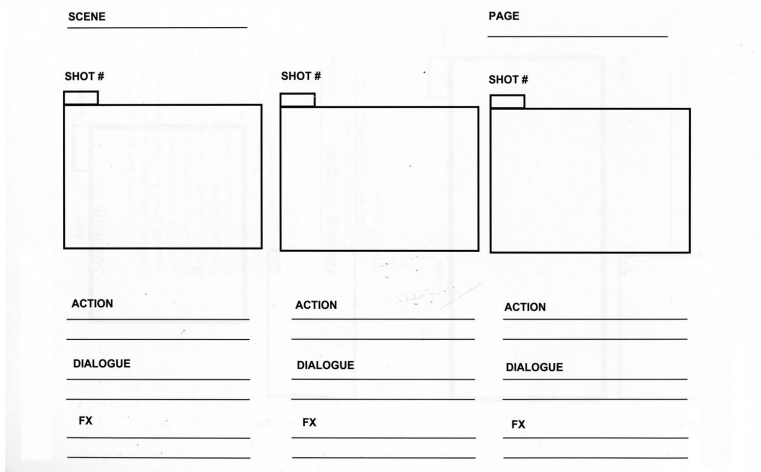 SCENE
PAGE
SHOT #
SHOT #
SHOT #
ACTION
ACTION
ACTION
DIALOGUE
DIALOGUE
DIALOGUE
FX
FX
FX